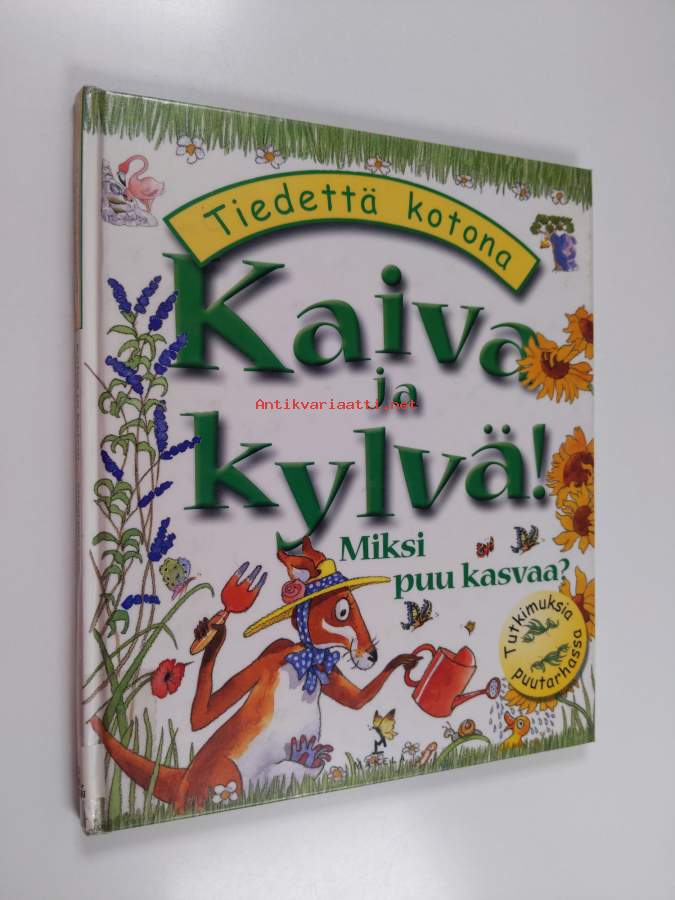 Tiedettä kotona
Kaiva
ja
Antikvariaatti.net
kylvä!
Miksi
puu kasvaa?
Tutkimuksia
puutarhassa